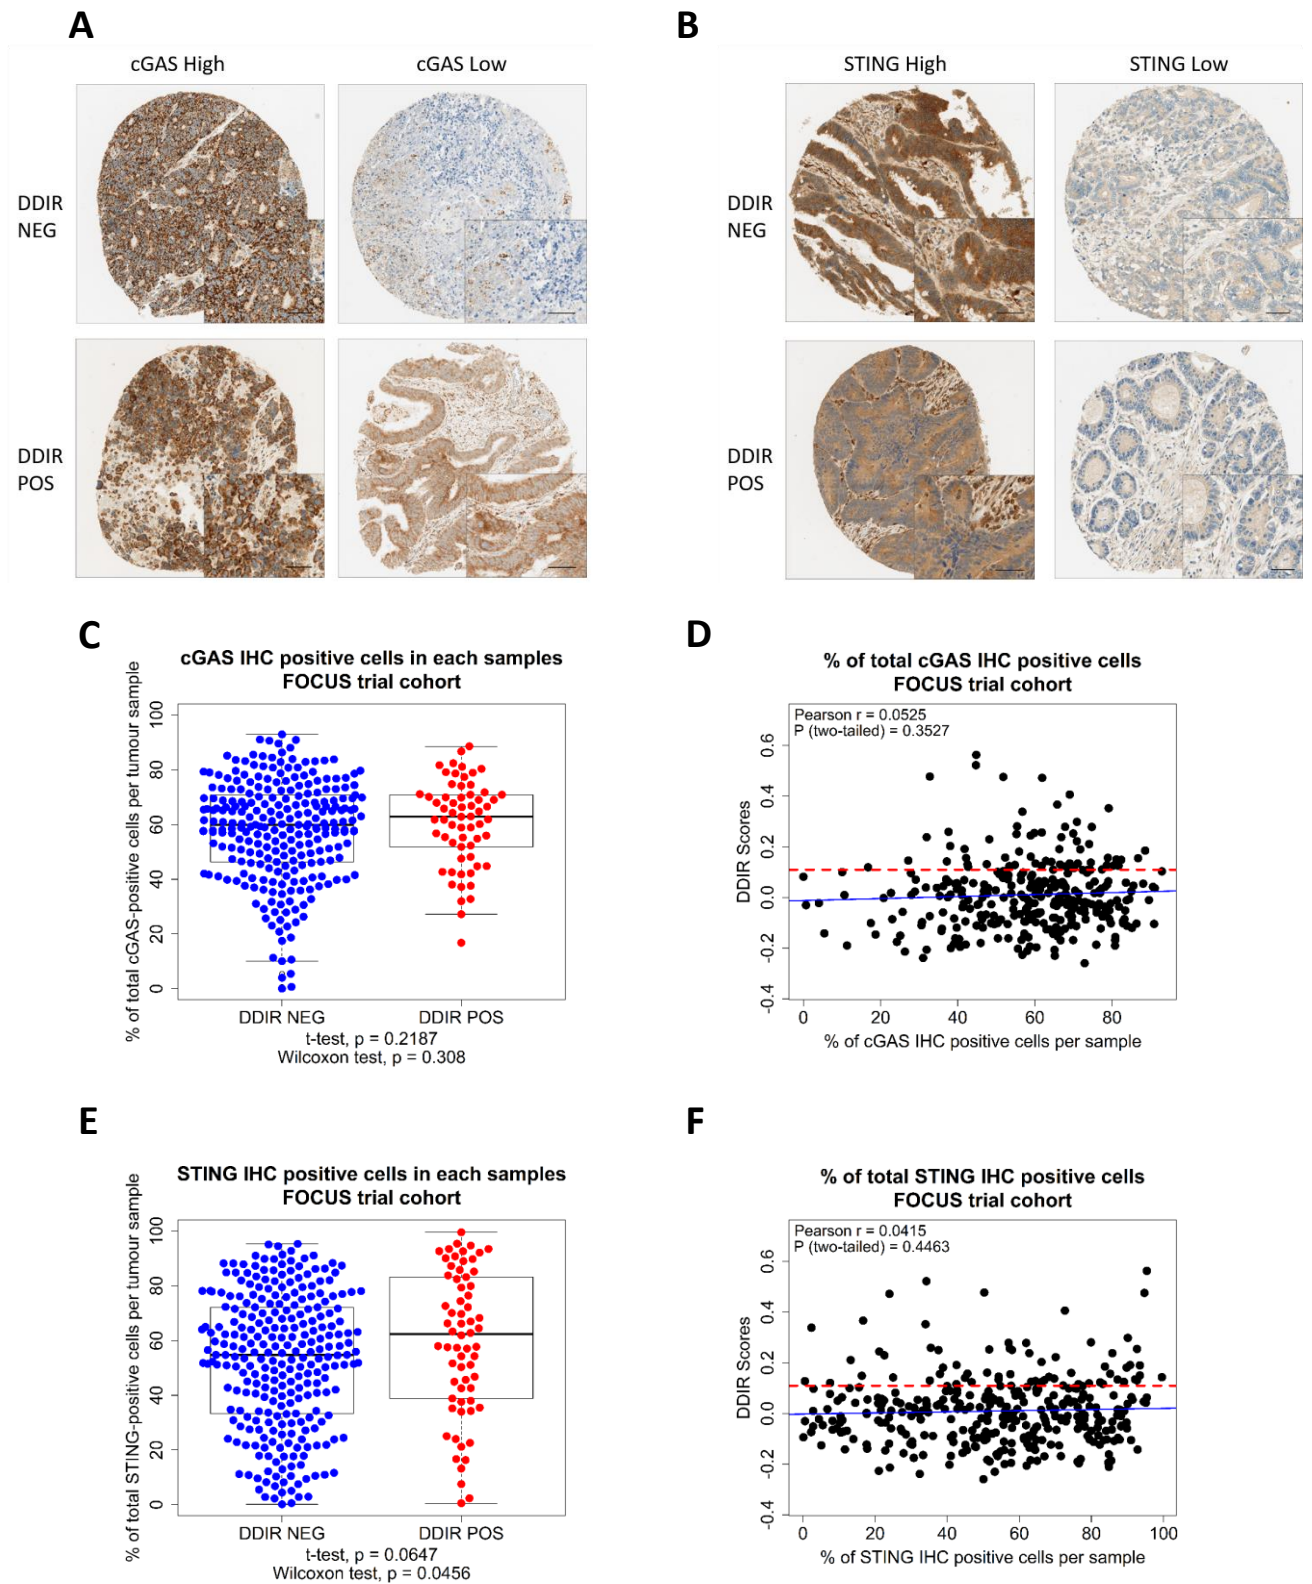 A
B
cGAS High
cGAS Low
STING High
STING Low
DDIR
NEG
DDIR
NEG
DDIR
POS
DDIR
POS
C
cGAS IHC positive cells in each samples
FOCUS trial cohort
% of total cGAS-positive cells per tumour sample
100
80
60
40
20
0
DDIR NEG
DDIR POS
t-test, p = 0.2187
Wilcoxon test, p = 0.308
D
% of total cGAS IHC positive cells
FOCUS trial cohort
Pearson r = 0.0525
P (two-tailed) = 0.3527
DDIR Scores
0.6
0.4
0.2
0.0
-0.2
-0.4
0
20
40
60
80
% of cGAS IHC positive cells per sample
E
STING IHC positive cells in each samples
FOCUS trial cohort
% of total STING-positive cells per tumour sample
100
80
60
40
20
0
DDIR NEG
DDIR POS
t-test, p = 0.0647
Wilcoxon test, p = 0.0456
F
% of total STING IHC positive cells
FOCUS trial cohort
Pearson r = 0.0415
P (two-tailed) = 0.4463
DDIR Scores
0.6
0.4
0.2
0.0
-0.2
-0.4
0
20
40
60
80
100
% of STING IHC positive cells per sample